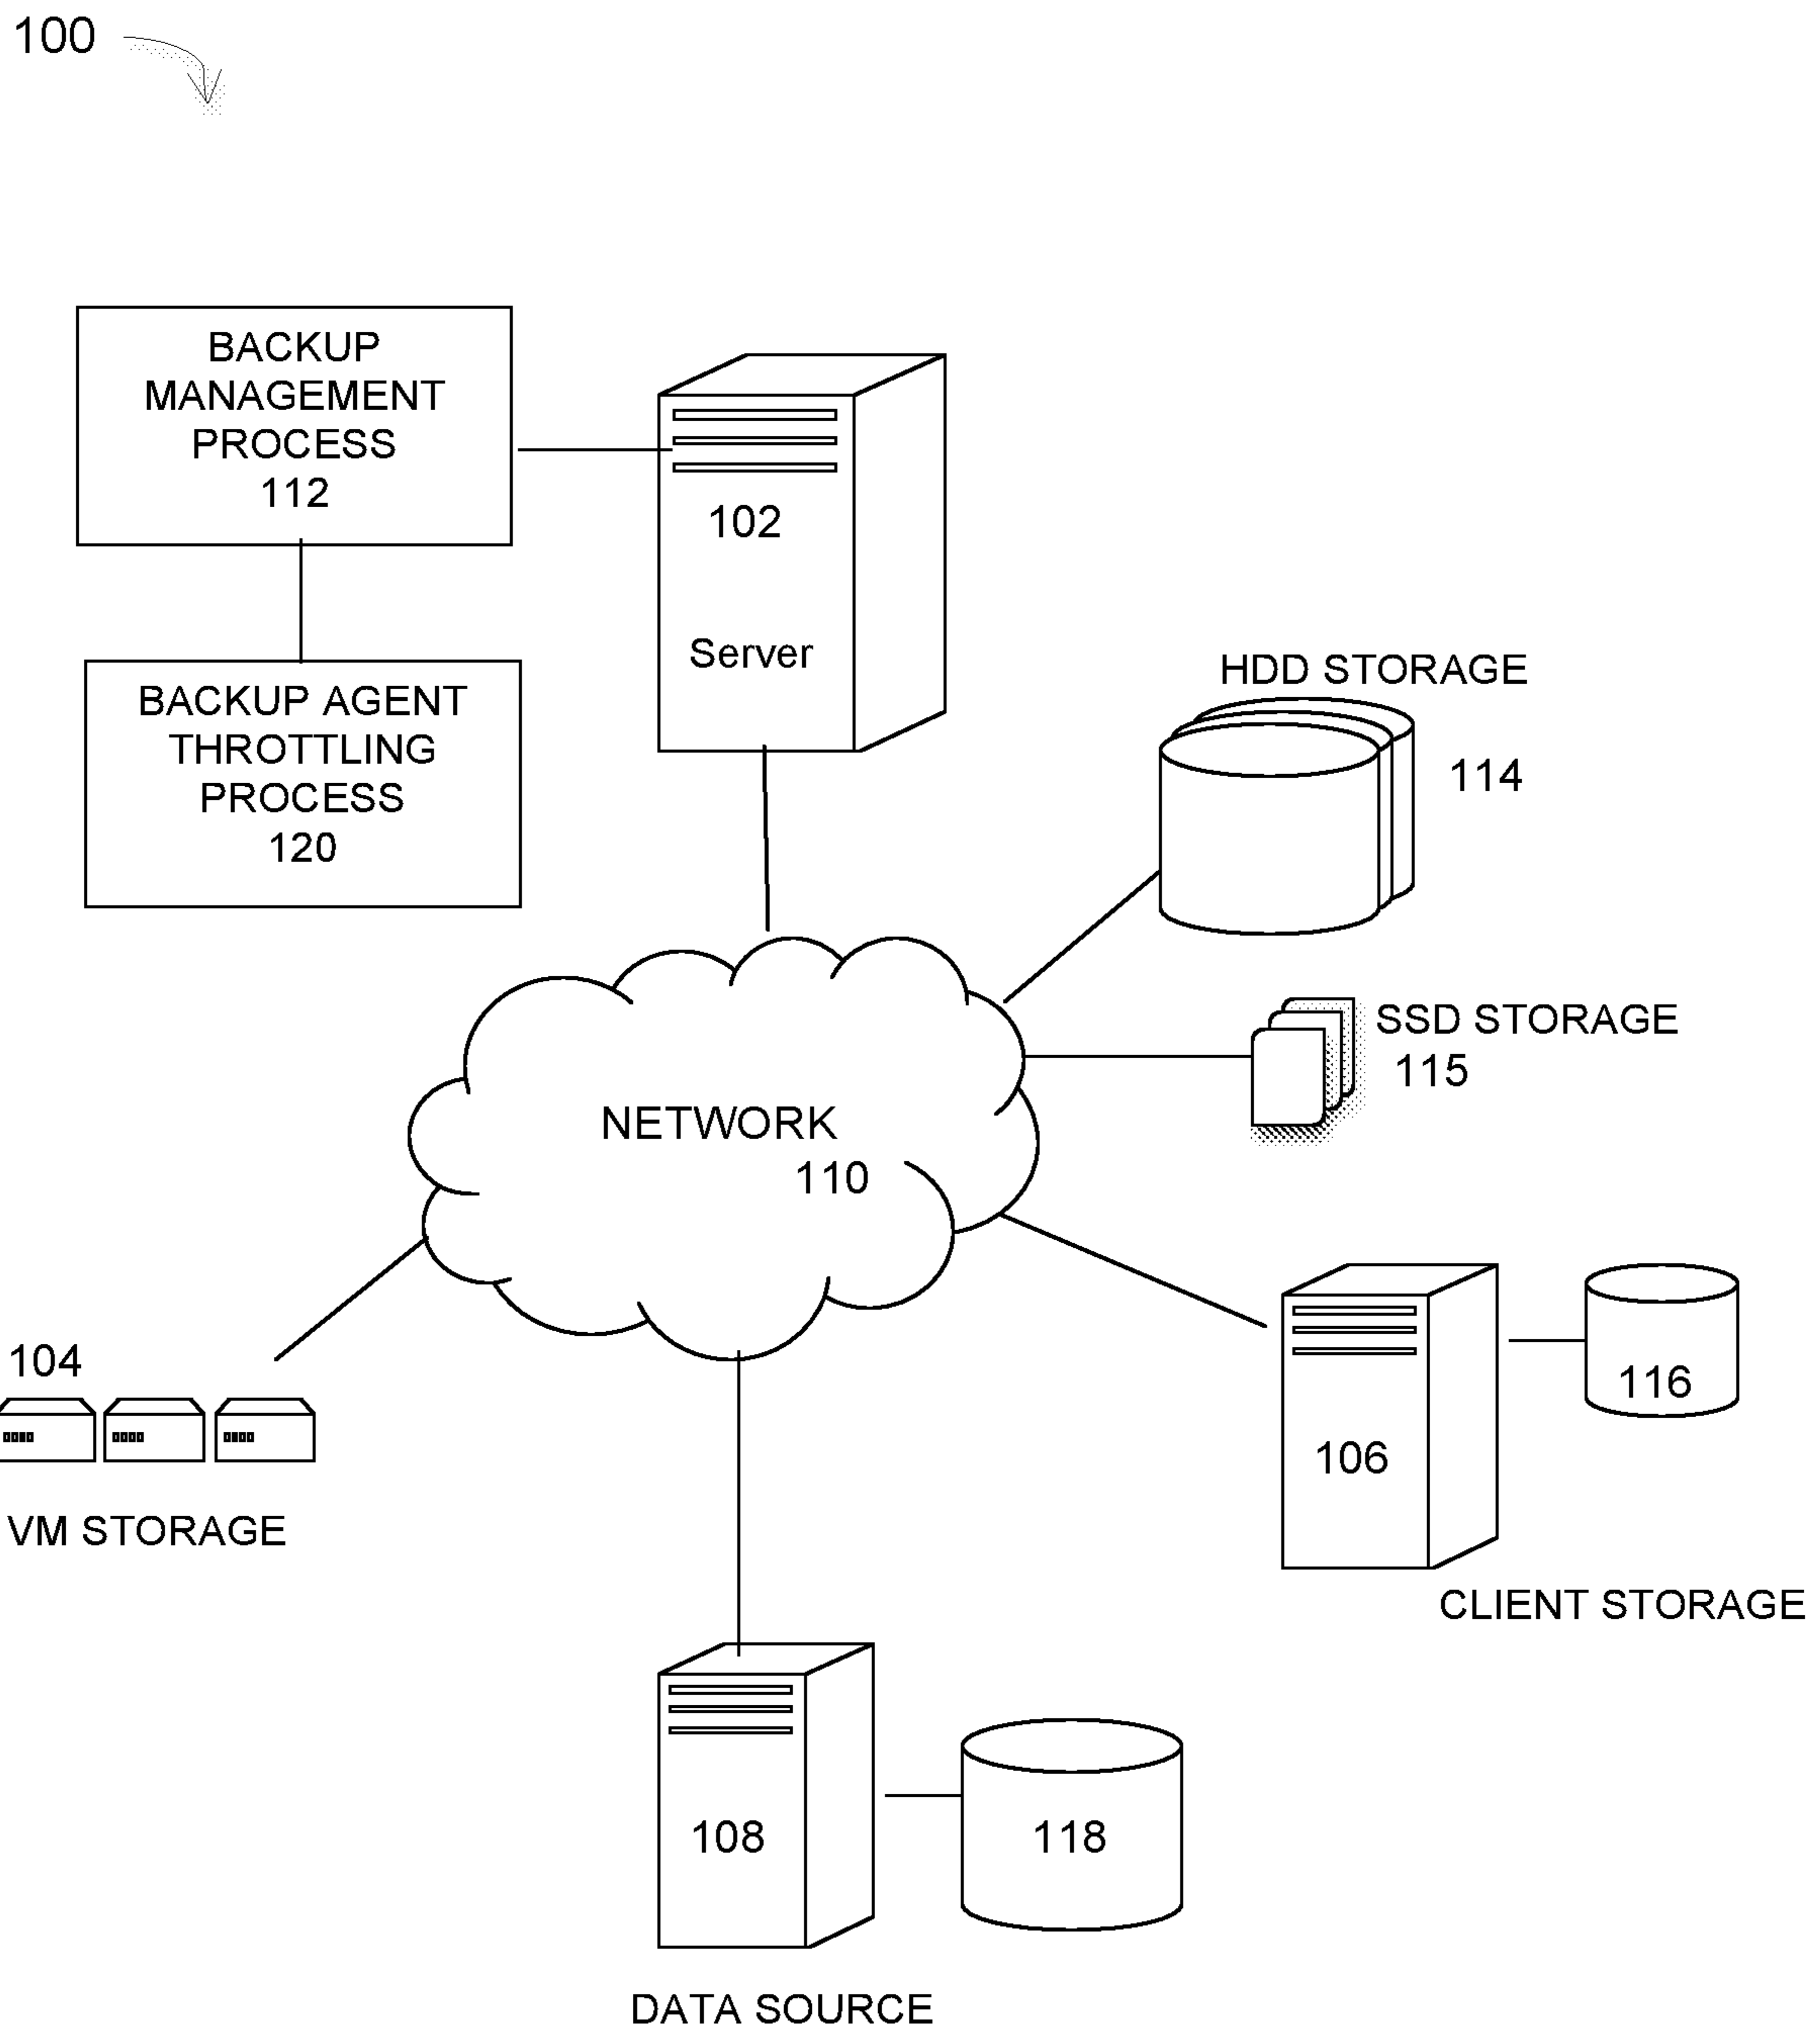 100
BACKUP
MANAGEMENT
PROCESS
112
102
Server
BACKUP AGENT
THROTTLING
PROCESS
120
HDD STORAGE
114
SSD STORAGE
115
NETWORK
110
104
VM STORAGE
116
106
CLIENT STORAGE
108
118
DATA SOURCE